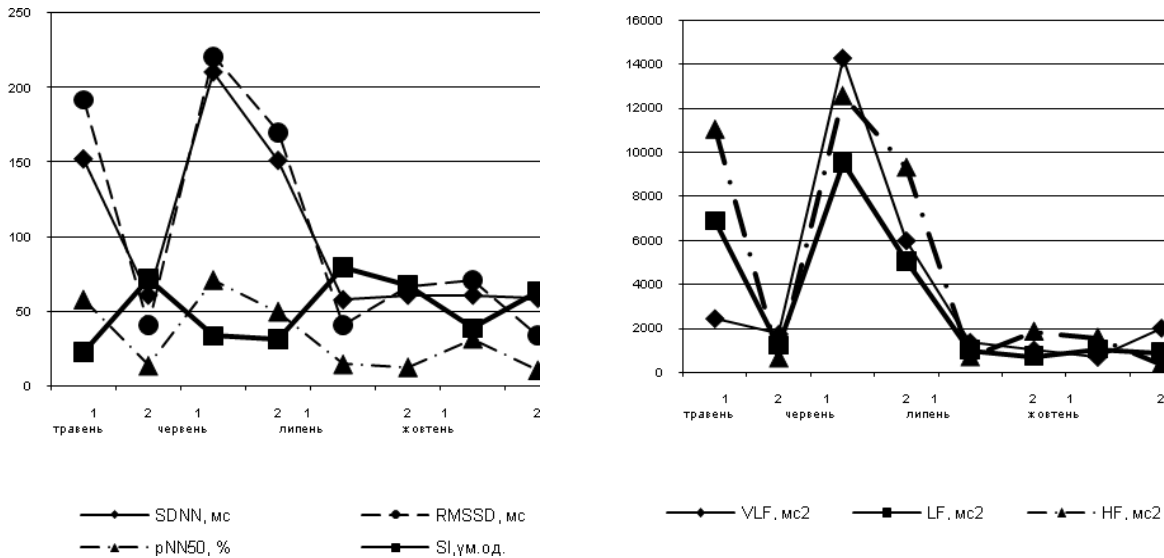 250
200
150
100
50
0
1 2 1 2 1 2 1 2
травень червень липень жовтень
SDNN, мс RMSSD, мс
pNN50, % SI,ум.од.
16000
14000
12000
10000
8000
6000
4000
2000
0
1 2 1 2 1 2 1 2
травень червень липень жовтень
VLF, мс2 LF, мс2 HF, мс2